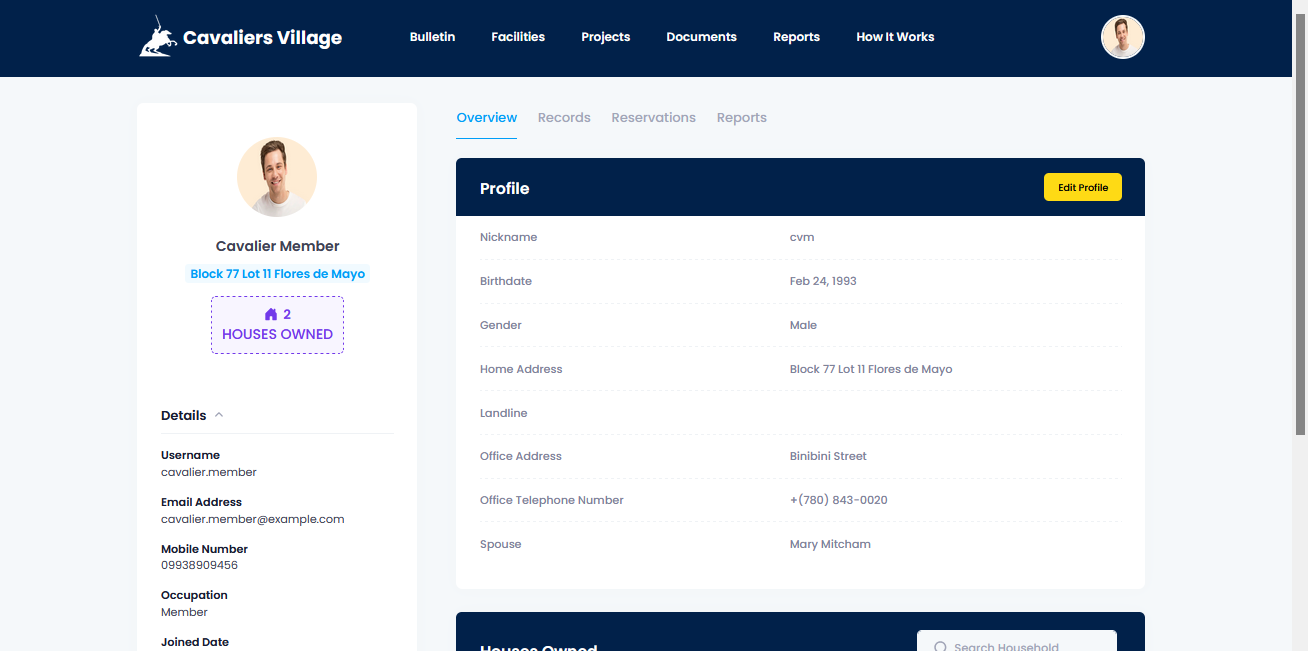 Cavaliers Village
Bulletin Facilities Projects Documents Reports How It Works
Cavalier Member
Block 77 Lot 11 Flores de Mayo
2
HOUSES OWNED
Details
Username
cavalier.member
Email Address
cavalier.member@example.com
Mobile Number
09938909456
Occupation
Member
Joined Date
Overview Records Reservations Reports
Profile Edit Profile
Nickname cvm
Birthdate Feb 24, 1993
Gender Male
Home Address Block 77 Lot 11 Flores de Mayo
Landline
Office Address Binibini Street
Office Telephone Number +(780) 843-0020
Spouse Mary Mitcham
Houses Owned Search Household